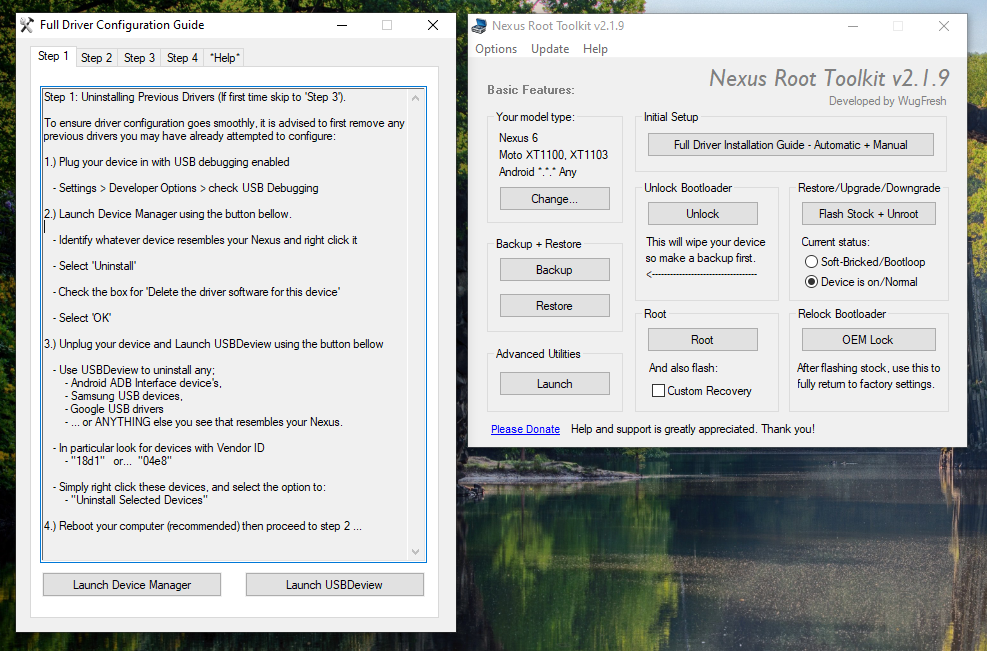 Full Driver Configuration Guide
Step 1
Step 2
Step 3
Step 4
*Help*
Step 1: Uninstalling Previous Drivers (If first time skip to 'Step 3').
To ensure driver configuration goes smoothly, it is advised to first remove any
previous drivers you may have already attempted to configure:
1.) Plug your device in with USB debugging enabled
- Settings > Developer Options > check USB Debugging
2.) Launch Device Manager using the button bellow.
- Identify whatever device resembles your Nexus and right click it
- Select 'Uninstall'
- Check the box for 'Delete the driver software for this device'
- Select 'OK'
3.) Unplug your device and Launch USBDeview using the button bellow
- Use USBDeview to uninstall any;
- Android ADB Interface device's,
- Samsung USB devices,
- Google USB drivers
- ... or ANYTHING else you see that resembles your Nexus.
- In particular look for devices with Vendor ID
- "18d1" or... "04e8"
- Simply right click these devices, and select the option to:
- "Uninstall Selected Devices"
4.) Reboot your computer (recommended) then proceed to step 2 ...
Launch Device Manager
Launch USBDeview
Nexus Root Toolkit v2.1.9
Options Update Help
Nexus Root Toolkit v2.1.9
Developed by WugFresh
Basic Features:
Your model type:
Nexus 6
Moto XT1100, XT1103
Android *.*.* Any
Change...
Backup + Restore
Backup
Restore
Advanced Utilities
Launch
Initial Setup
Full Driver Installation Guide - Automatic + Manual
Unlock Bootloader
Unlock
This will wipe your device
so make a backup first.
<-----------------------------------
Root
Root
And also flash:
Custom Recovery
Restore/Upgrade/Downgrade
Flash Stock + Unroot
Current status:
Soft-Bricked/Bootloop
Device is on/Normal
Relock Bootloader
OEM Lock
After flashing stock, use this to
fully return to factory settings.
Please Donate Help and support is greatly appreciated. Thank you!